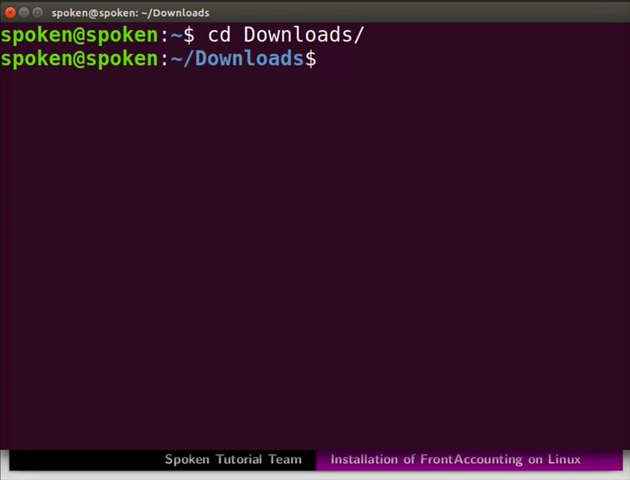 spoken@spoken: ~/Downloads
spoken@spoken:~$ cd Downloads/
spoken@spoken:~/Downloads$
Spoken Tutorial Team
Installation of FrontAccounting on Linux